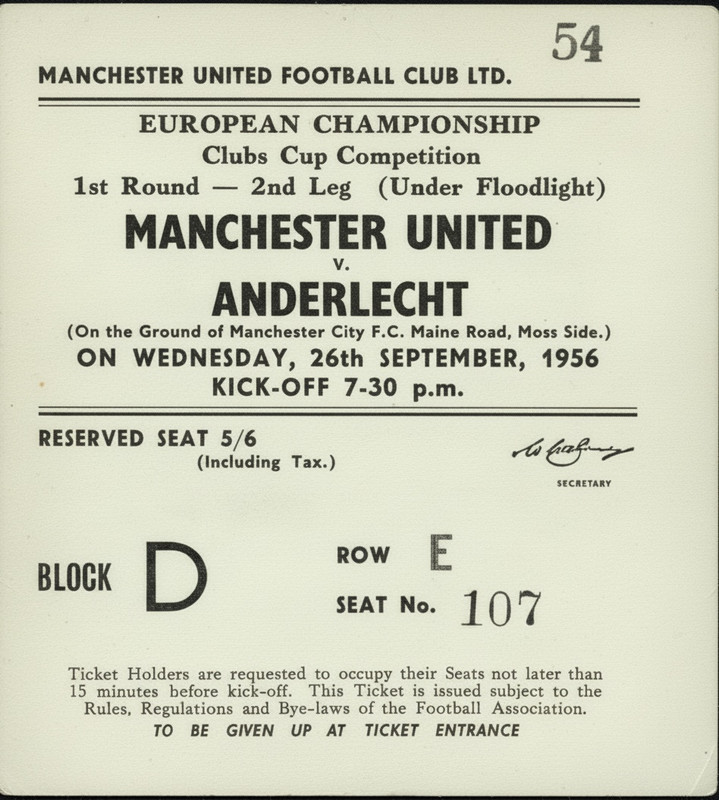 54
MANCHESTER UNITED FOOTBALL CLUB LTD.
EUROPEAN CHAMPIONSHIP
Clubs Cup Competition
1st Round — 2nd Leg (Under Floodlight)
MANCHESTER UNITED
v.
ANDERLECHT
(On the Ground of Manchester City F.C. Maine Road, Moss Side.)
ON WEDNESDAY, 26th SEPTEMBER, 1956
KICK-OFF 7-30 p.m.
RESERVED SEAT 5/6
(Including Tax.)
SECRETARY
BLOCK D
ROW E
SEAT No. 107
Ticket Holders are requested to occupy their Seats not later than
15 minutes before kick-off. This Ticket is issued subject to the
Rules, Regulations and Bye-laws of the Football Association.
TO BE GIVEN UP AT TICKET ENTRANCE